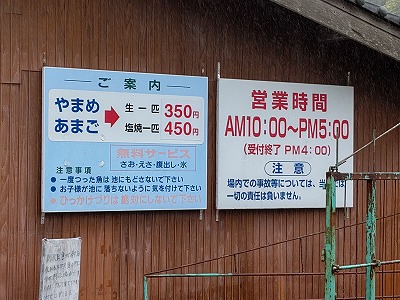 ご案内
やまめ
あまご
生一匹 350円
塩焼一匹 450円
無料サービス
さお・えさ・腹出し・氷
注意事項
● 一度つった魚は池にもどさないで下さい
● お子様が池に落ちないように気を付けて下さい
● ひっかけつりは絶対にしないで下さい
営業時間
AM10:00〜PM5:00
(受付終了 PM4:00)
注意
場内での事故等については、当
一切の責任は負いません。